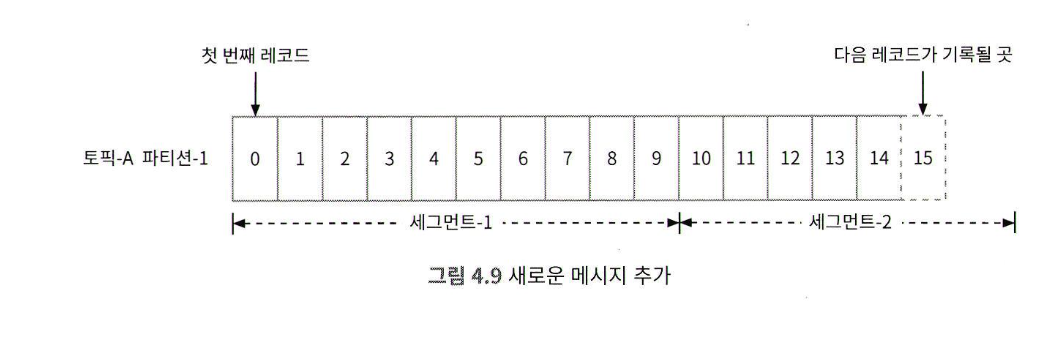 첫 번째 레코드
다음 레코드가 기록될 곳
토픽-A 파티션-1
0 1 2 3 4 5 6 7 8 9 10 11 12 13 14 15
세그먼트-1
세그먼트-2
그림 4.9 새로운 메시지 추가